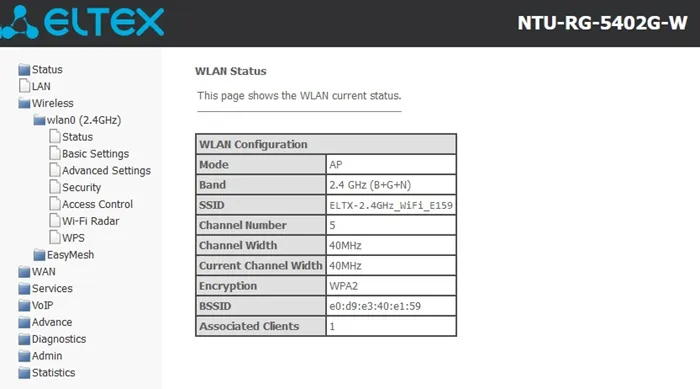 ELTEX
NTU-RG-5402G-W
Status
LAN
Wireless
wlan0 (2.4GHz)
Status
Basic Settings
Advanced Settings
Security
Access Control
Wi-Fi Radar
WPS
EasyMesh
WAN
Services
VoIP
Advance
Diagnostics
Admin
Statistics
WLAN Status
This page shows the WLAN current status.
WLAN Configuration
Mode AP
Band 2.4 GHz (B+G+N)
SSID ELTX-2.4GHz_WiFi_E159
Channel Number 5
Channel Width 40MHz
Current Channel Width 40MHz
Encryption WPA2
BSSID e0:d9:e3:40:e1:59
Associated Clients 1